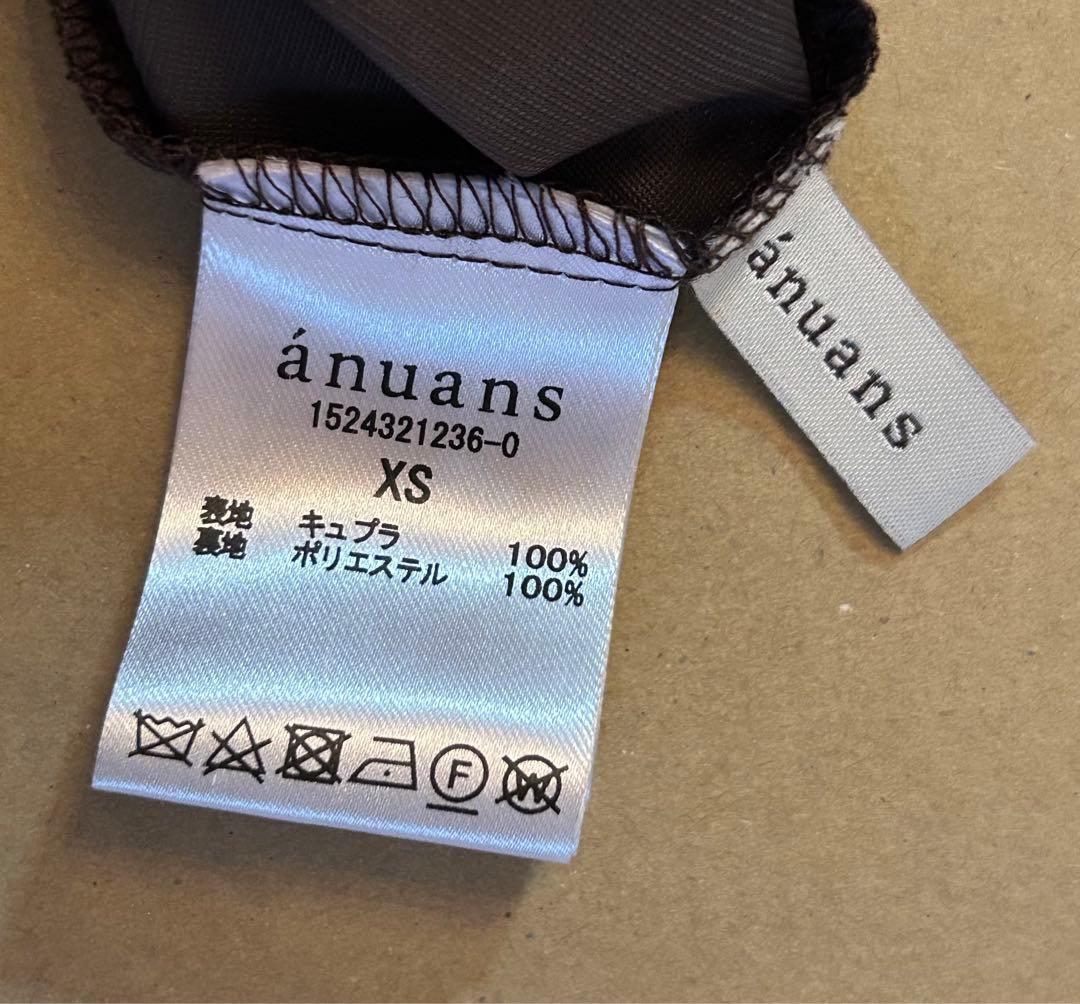 ánuans
1524321236-0
XS
表地 キュプラ 100%
裏地 ポリエステル 100%
F
W
ánuans